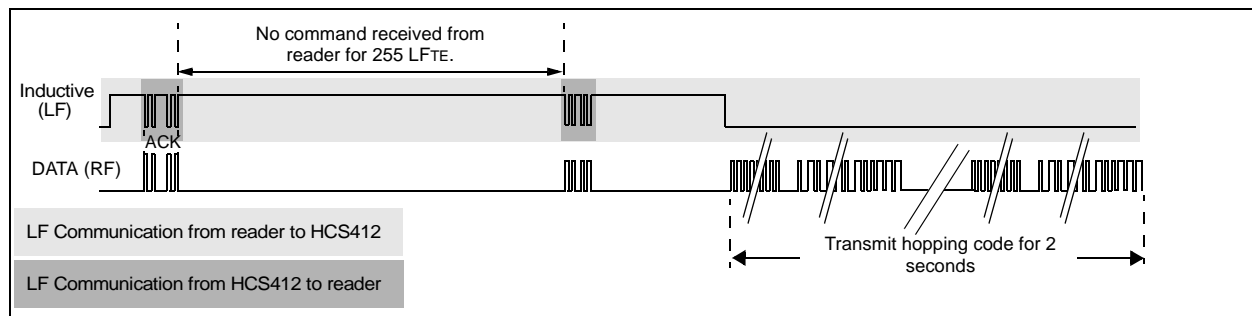 No command received from
reader for 255 LFTE.
Inductive
(LF)
ACK
DATA (RF)
LF Communication from reader to HCS412
Transmit hopping code for 2
seconds
LF Communication from HCS412 to reader